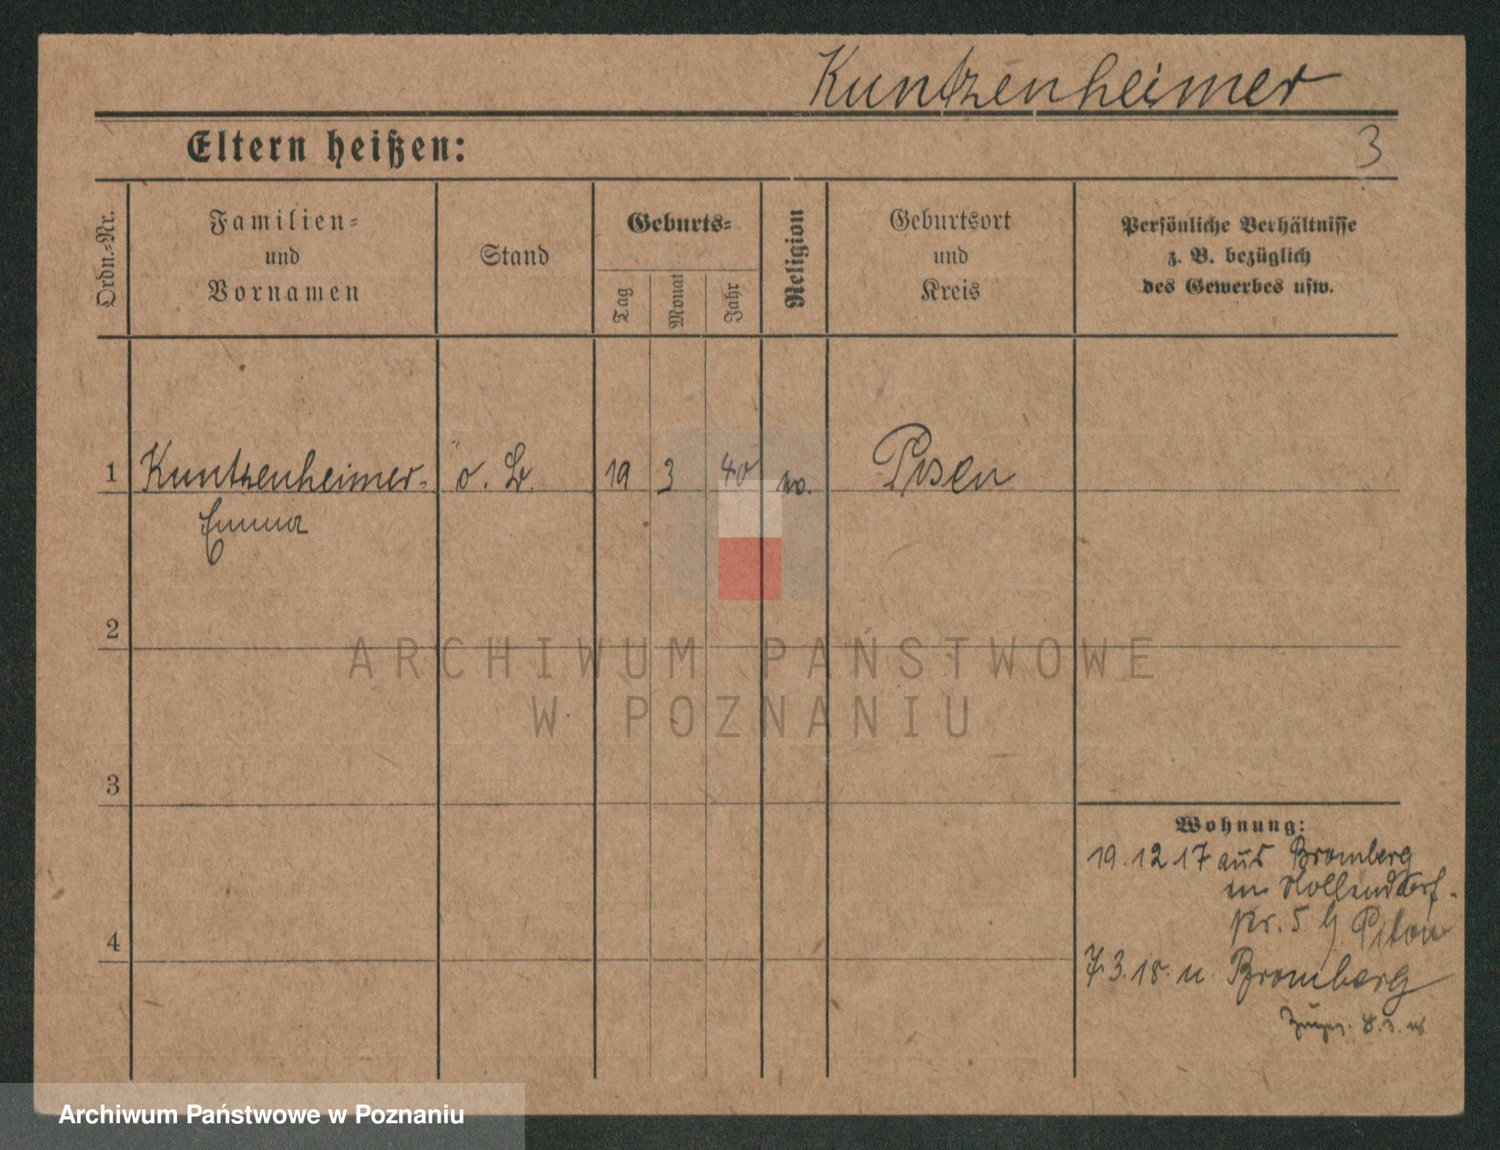 Kuntzenheimer
3
Eltern heißen:
Ordn.-Nr.
Familien-
und
Vornamen
Stand
Geburts-
Tag
Monat
Jahr
Religion
Geburtsort
und
Kreis
Persönliche Verhältnisse
z. B. bezüglich
des Gewerbes usw.
1
Kuntzenheimer-
19
3
40
Posen
Emma
2
ARCHIWUM PAŃSTWOWE
W POZNANIU
3
Wohnung:
19.12 17 aus Bromberg
in
4
7.3.18. n. Bromberg
Archiwum Państwowe w Poznaniu